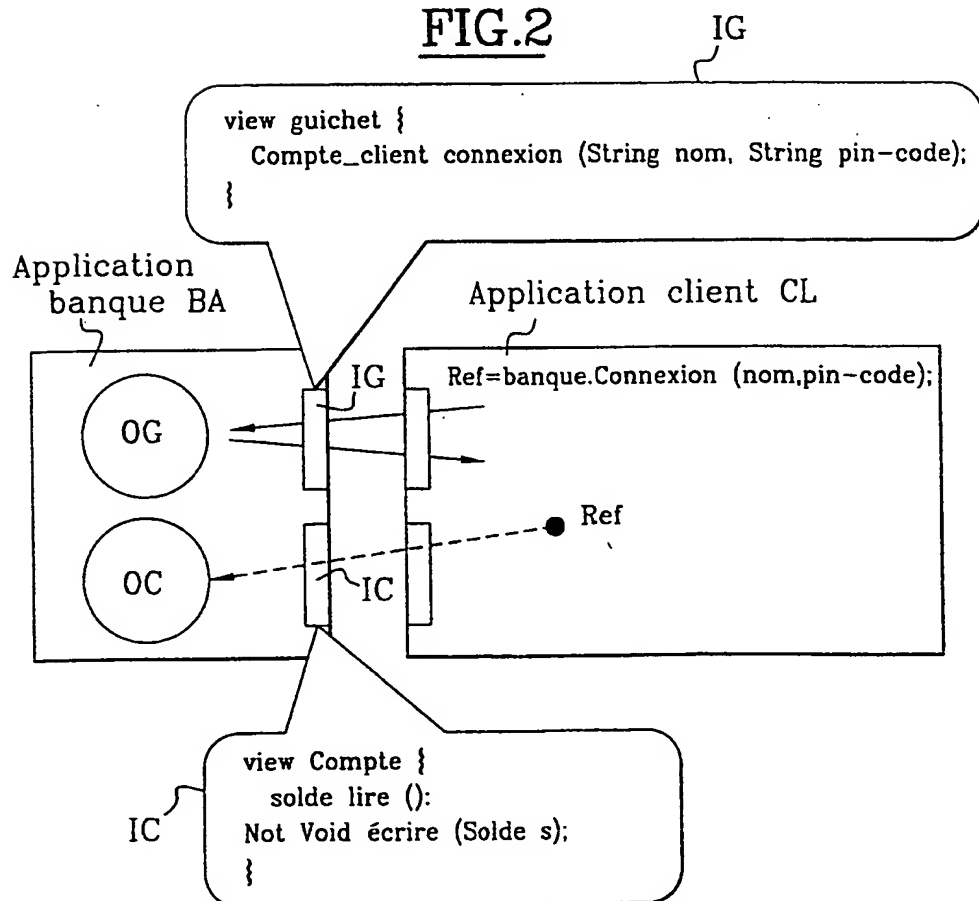 FIG.2
IG
view guichet {
Compte_client connexion (String nom, String pin-code);
}
Application
banque BA
Application client CL
Ref=banque.Connexion (nom,pin-code);
IG
OG
Ref
OC
IC
view Compte {
solde lire ():
Not Void écrire (Solde s);
}
IC